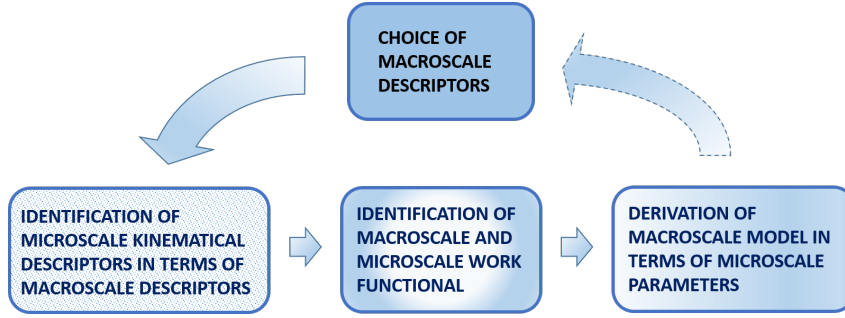 CHOICE OF
MACROSCALE
DESCRIPTORS
IDENTIFICATION OF
MICROSCALE KINEMATICAL
DESCRIPTORS IN TERMS OF
MACROSCALE DESCRIPTORS
IDENTIFICATION OF
MACROSCALE AND
MICROSCALE WORK
FUNCTIONAL
DERIVATION OF
MACROSCALE MODEL IN
TERMS OF MICROSCALE
PARAMETERS